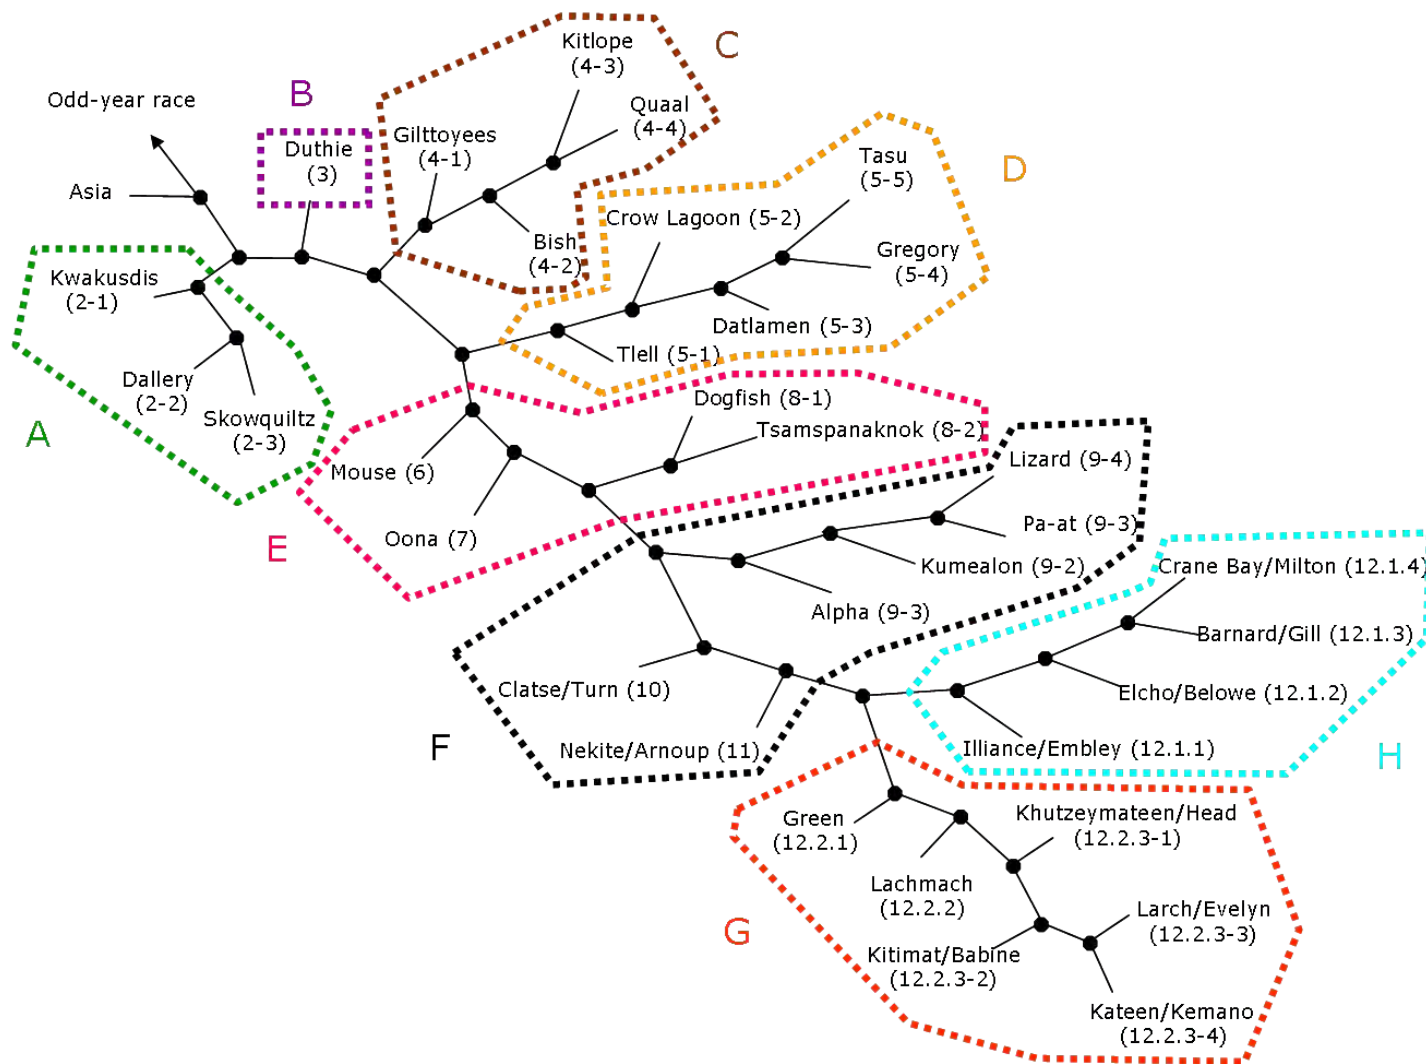 Kitlope
(4-3)
C
B
Odd-year race
Quaal
(4-4)
Gilttoyees
(4-1)
Duthie
(3)
Tasu
(5-5)
D
Asia
Crow Lagoon (5-2)
Bish
(4-2)
Gregory
(5-4)
Kwakusdis
(2-1)
Datlamen (5-3)
Tlell (5-1)
Dallery
(2-2)
Skowquiltz
(2-3)
A
Dogfish (8-1)
Tsamspanaknok (8-2)
Mouse (6)
Lizard (9-4)
Pa-at (9-3)
Oona (7)
E
Kumealon (9-2)
Crane Bay/Milton (12.1.4)
Alpha (9-3)
Barnard/Gill (12.1.3)
Clatse/Turn (10)
Elcho/Belowe (12.1.2)
F
Nekite/Arnoup (11)
Illiance/Embley (12.1.1)
H
Green
(12.2.1)
Khutzeymateen/Head
(12.2.3-1)
Lachmach
(12.2.2)
G
Larch/Evelyn
(12.2.3-3)
Kitimat/Babine
(12.2.3-2)
Kateen/Kemano
(12.2.3-4)